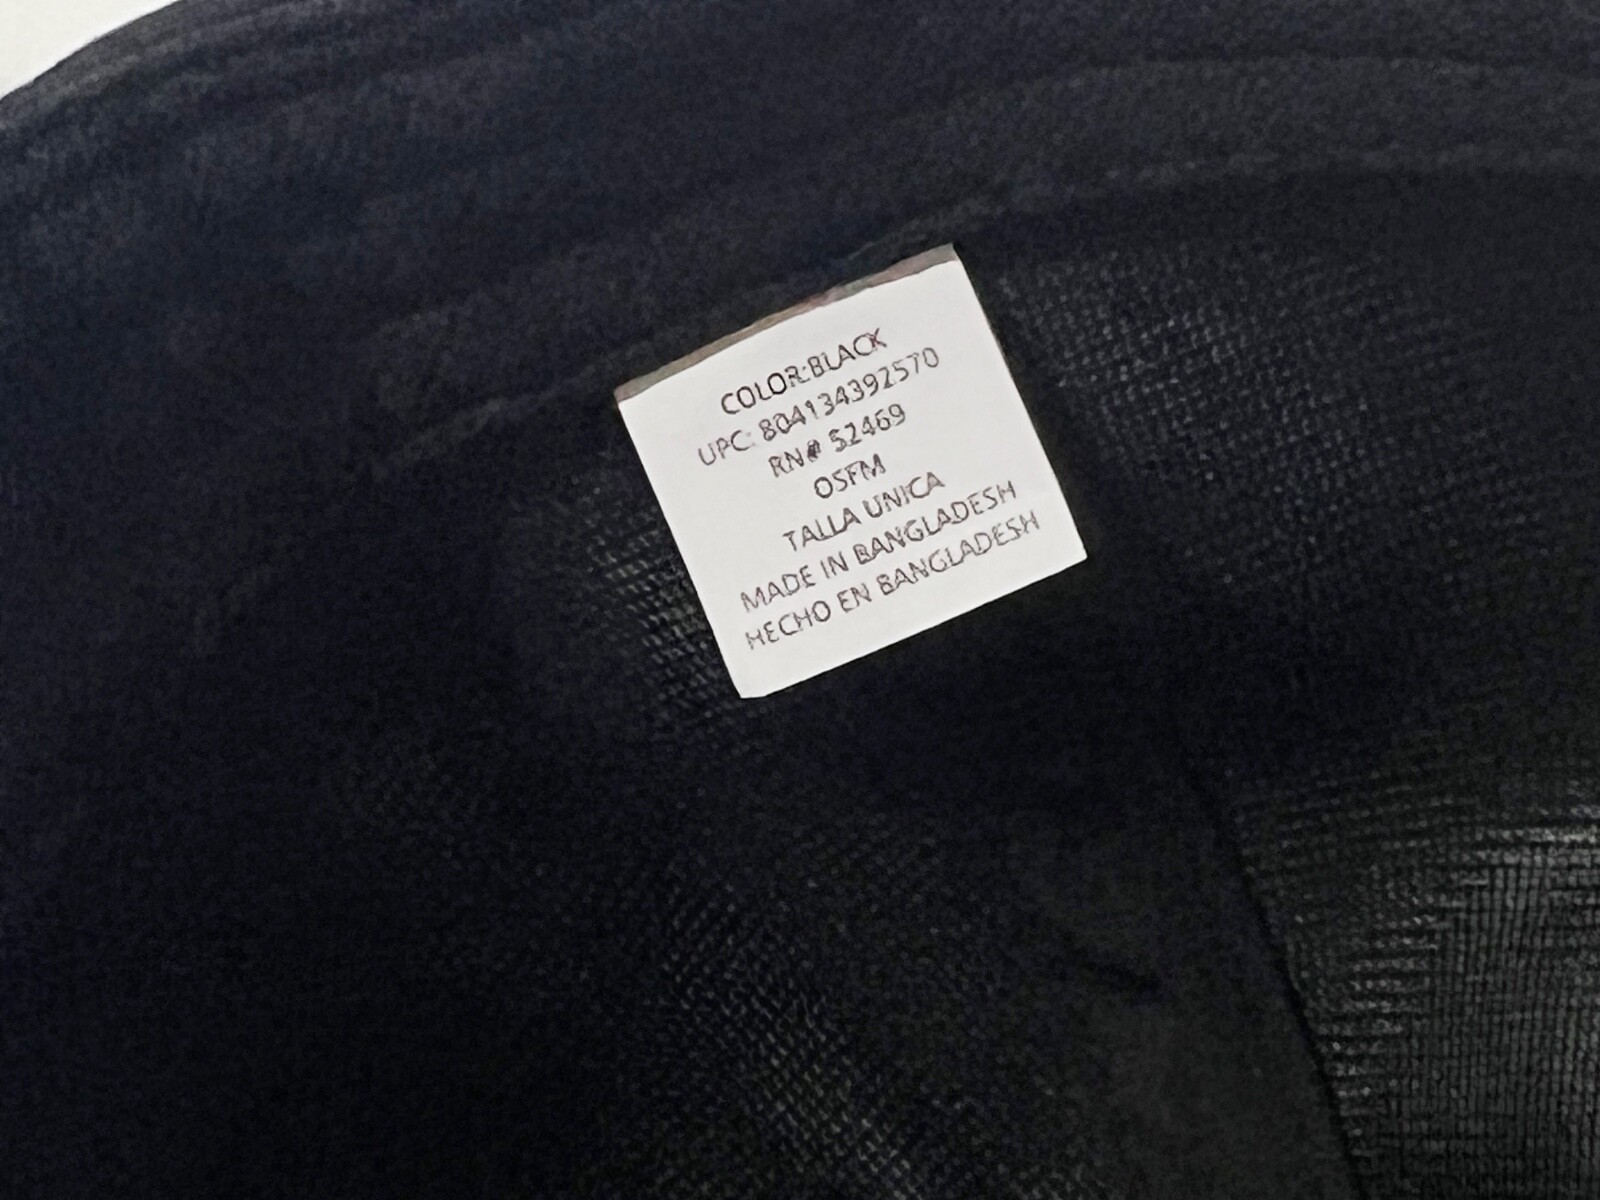 COLOR:BLACK
UPC: 804134392570
RN# 52469
OSFM
TALLA UNICA
MADE IN BANGLADESH
HECHO EN BANGLADESH